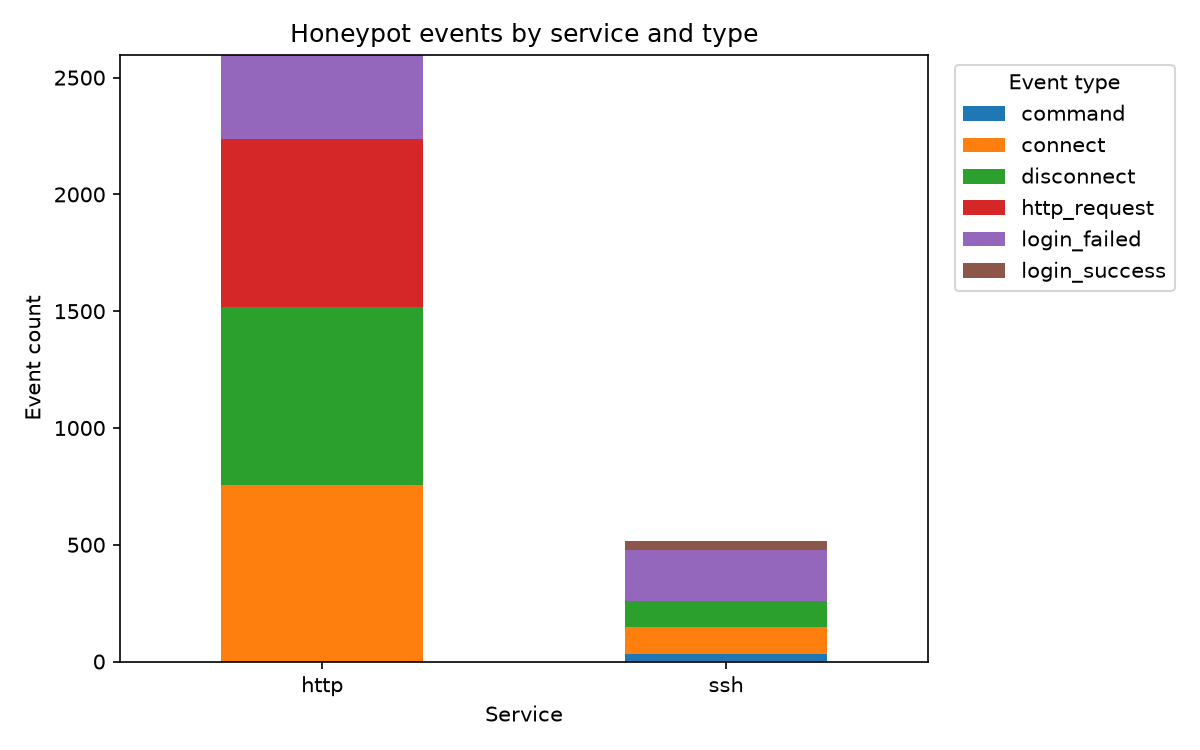 Honeypot events by service and type
Event count
2500
2000
1500
1000
500
0
http
ssh
Service
Event type
command
connect
disconnect
http_request
login_failed
login_success